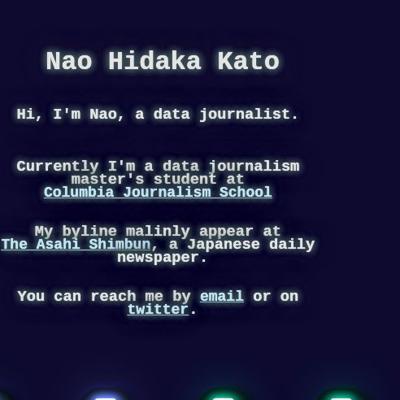 Nao Hidaka Kato
Hi, I'm Nao, a data journalist.
Currently I'm a data journalism
master's student at
Columbia Journalism School
My byline malinly appear at
The Asahi Shimbun, a Japanese daily
newspaper.
You can reach me by email or on
twitter.